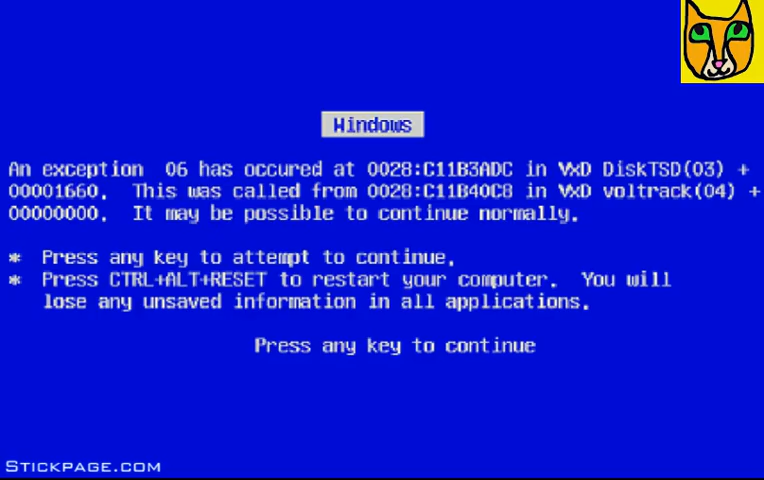 Windows
An exception 06 has occured at 0028:C11B3ADC in VxD DiskTSD(03) +
00001660. This was called from 0028:C11B40C8 in VxD voltrack(04) +
00000000. It may be possible to continue normally.
* Press any key to attempt to continue.
* Press CTRL+ALT+RESET to restart your computer. You will
lose any unsaved information in all applications.
Press any key to continue
STICKPAGE.COM